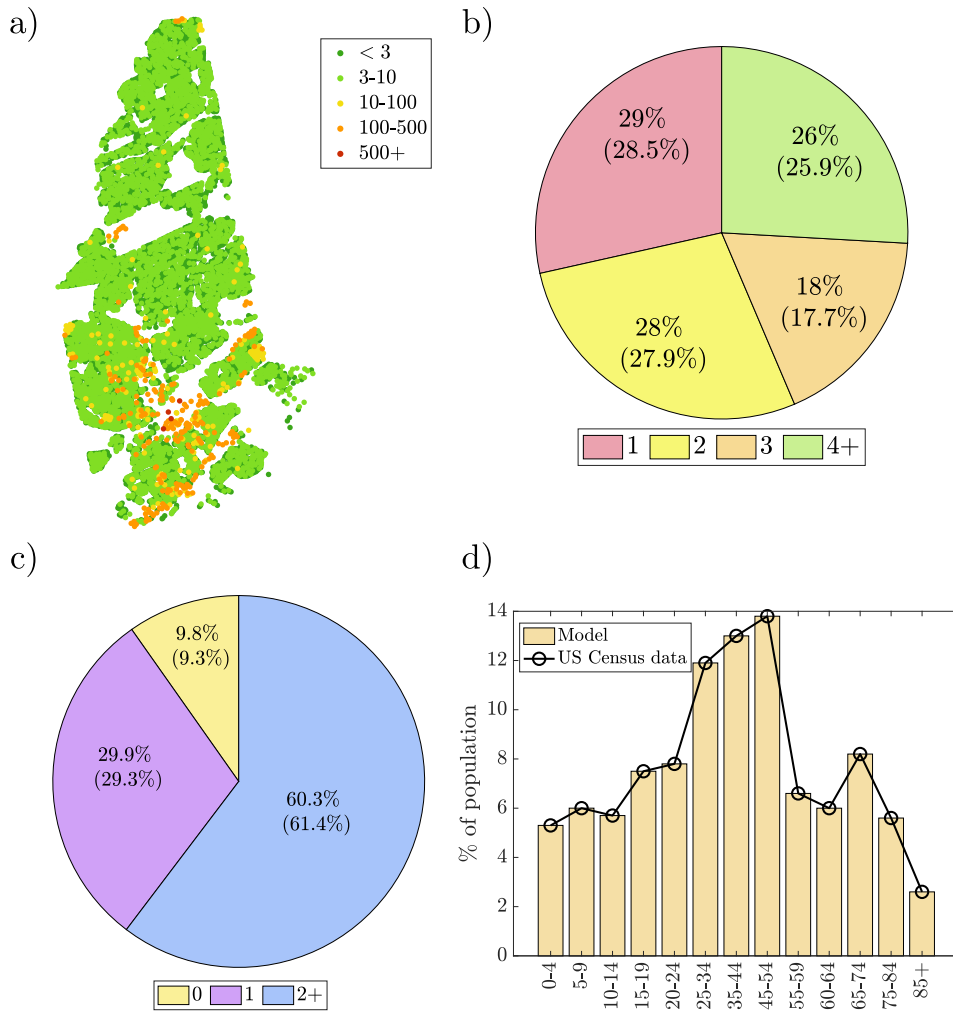 a)
< 3
3-10
10-100
100-500
500+
b)
29%
(28.5%)
26%
(25.9%)
28%
(27.9%)
18%
(17.7%)
1 2 3 4+
c)
9.8%
(9.3%)
29.9%
(29.3%)
60.3%
(61.4%)
0 1 2+
d)
% of population
14
12
10
8
6
4
2
0
Model
US Census data
0-4 5-9 10-14 15-19 20-24 25-34 35-44 45-54 55-59 60-64 65-74 75-84 85+